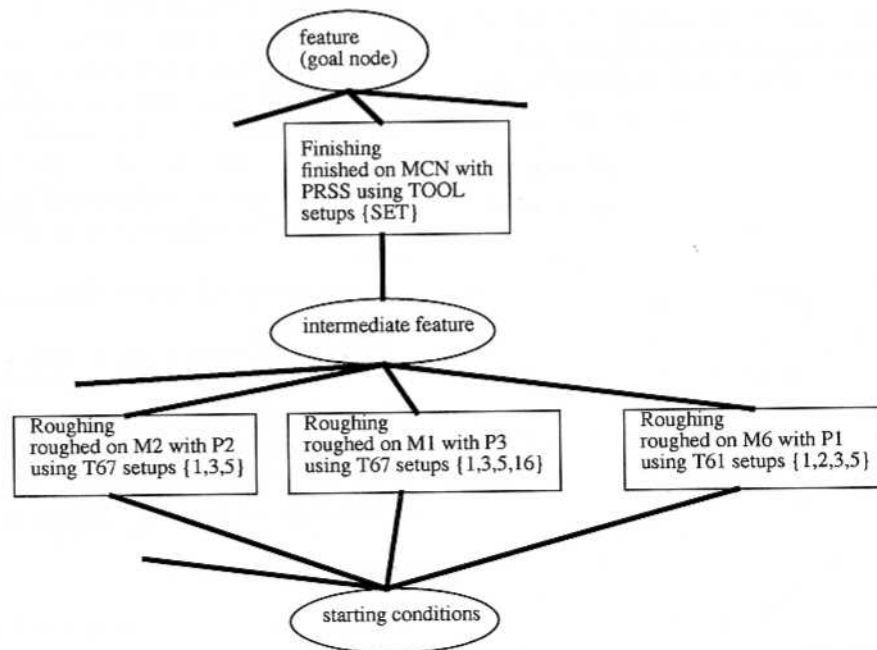 feature
(goal node)
Finishing
finished on MCN with
PRSS using TOOL
setups {SET}
intermediate feature
Roughing
roughed on M2 with P2
using T67 setups {1,3,5}
Roughing
roughed on M1 with P3
using T67 setups {1,3,5,16}
Roughing
roughed on M6 with P1
using T61 setups {1,2,3,5}
starting conditions